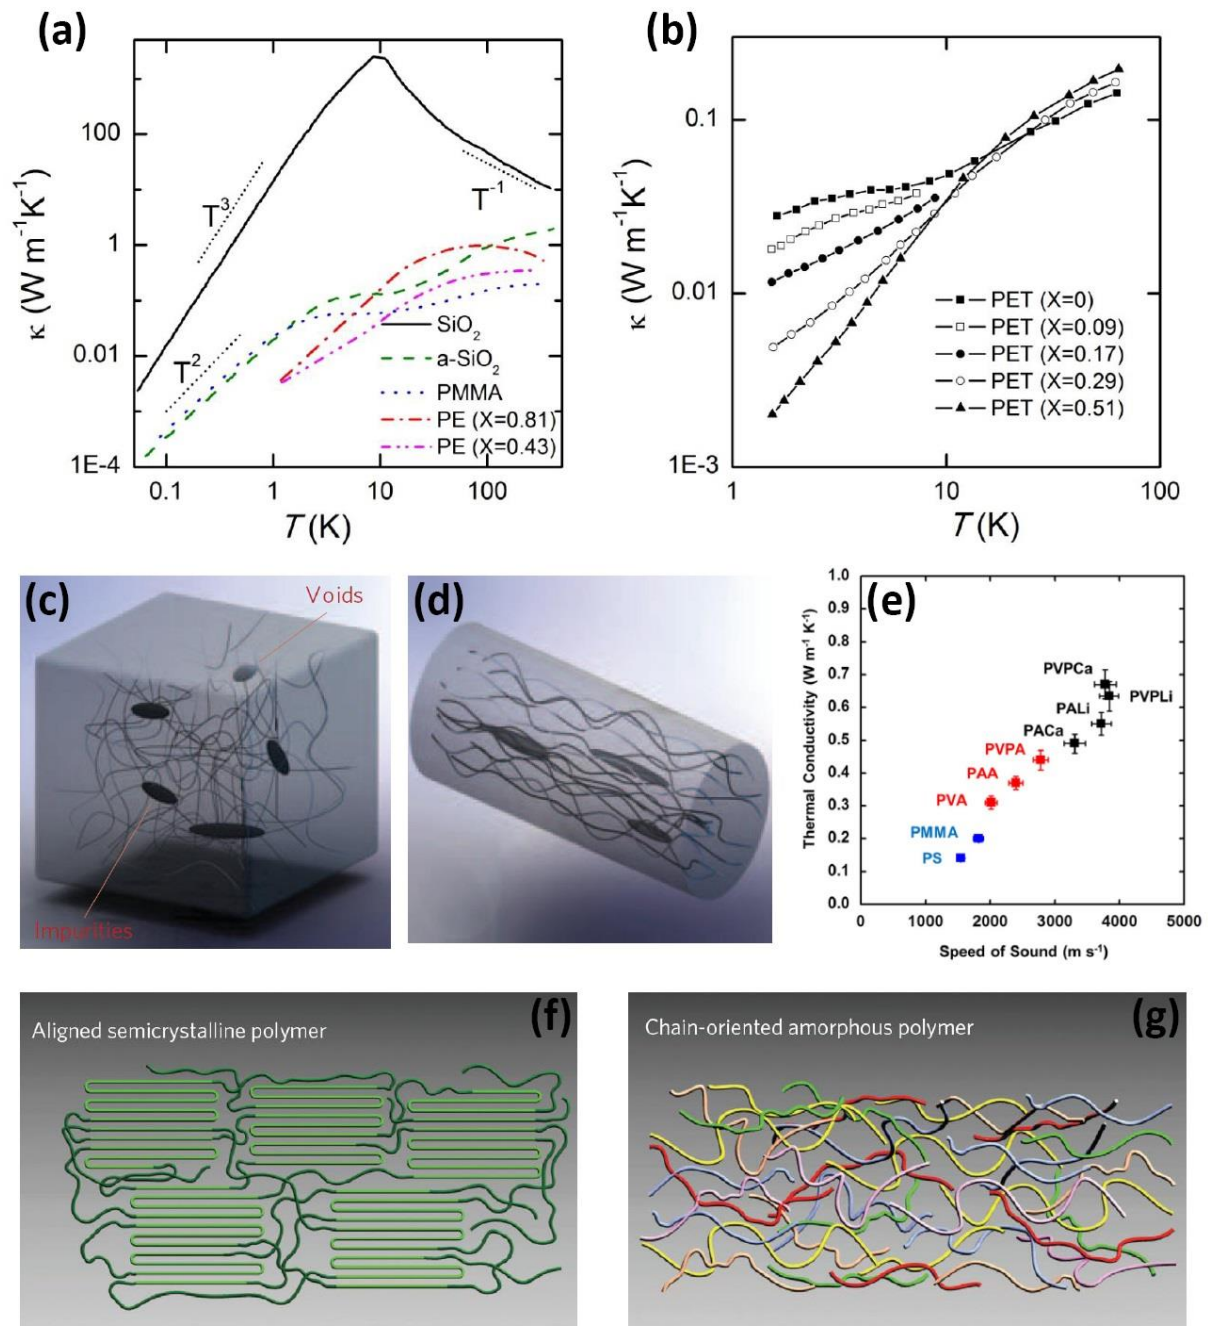 (a)
κ (W m⁻¹K⁻¹)
100
1
0.01
1E-4
0.1
1
10
100
T (K)
T³
T²
T⁻¹
SiO₂
a-SiO₂
PMMA
PE (X=0.81)
PE (X=0.43)
(b)
κ (W m⁻¹K⁻¹)
0.1
0.01
1E-3
1
10
100
T (K)
PET (X=0)
PET (X=0.09)
PET (X=0.17)
PET (X=0.29)
PET (X=0.51)
(c)
Voids
Impurities
(d)
(e)
Thermal Conductivity (W m⁻¹ K⁻¹)
1.0
0.9
0.8
0.7
0.6
0.5
0.4
0.3
0.2
0.1
0.0
0
1000
2000
3000
4000
5000
Speed of Sound (m s⁻¹)
PVPCa
PVPLi
PALi
PACa
PVPA
PAA
PVA
PMMA
PS
Aligned semicrystalline polymer
(f)
Chain-oriented amorphous polymer
(g)